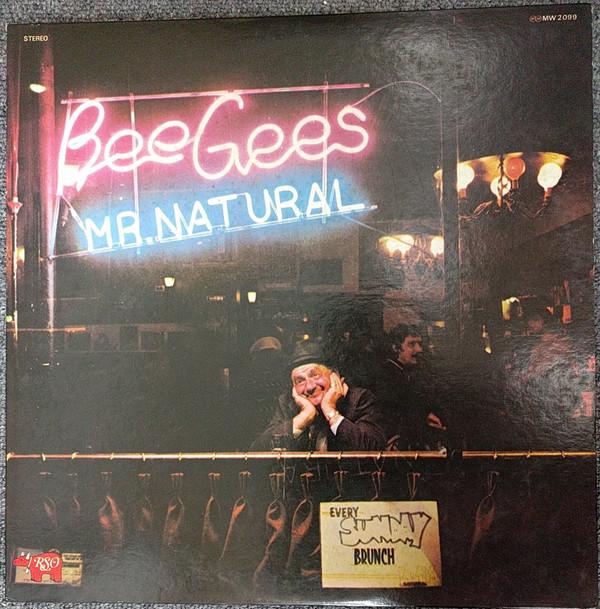 STEREO
MW 2099
Bee Gees
MR. NATURAL
EVERY
SUNDAY
BRUNCH
RSO